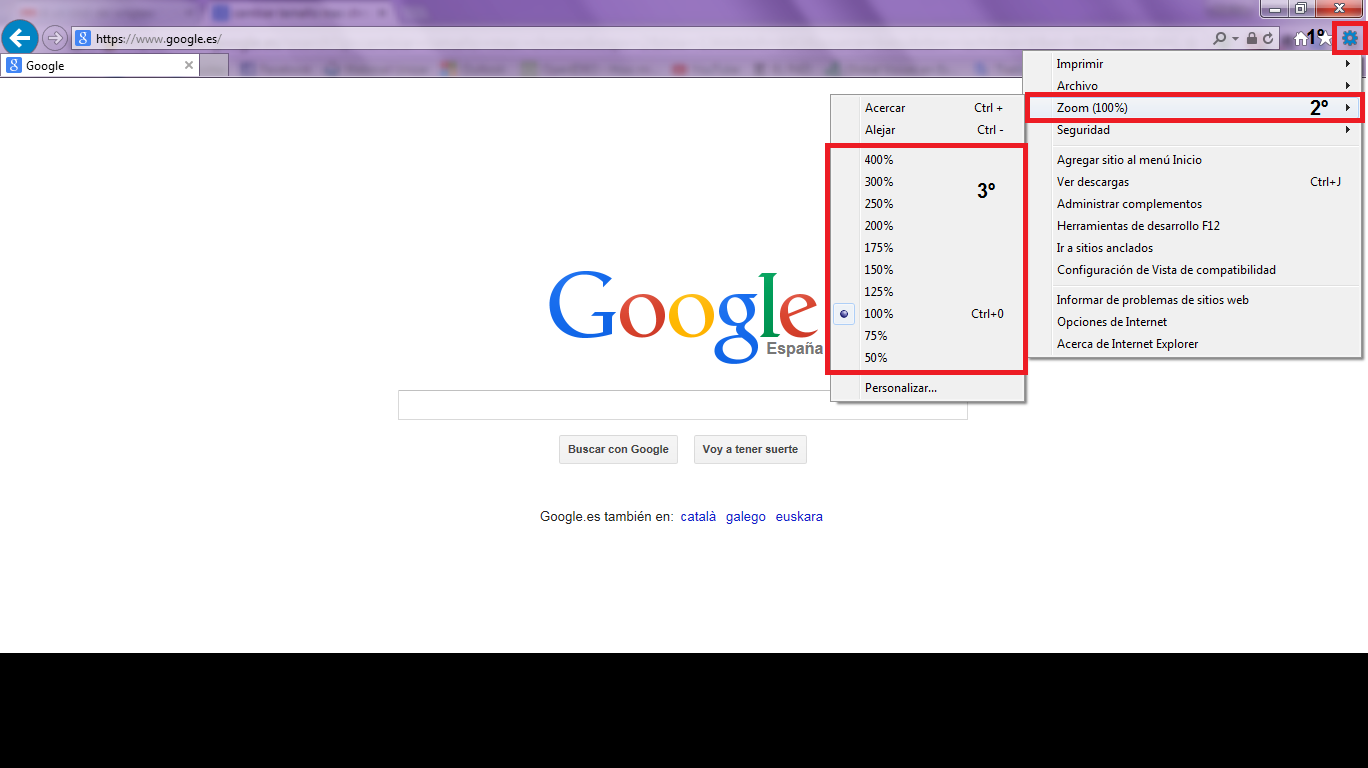 https://www.google.es/
1º
Google
Imprimir
Archivo
Zoom (100%) 2º
Seguridad
Agregar sitio al menú Inicio
Ver descargas Ctrl+J
Administrar complementos
Herramientas de desarrollo F12
Ir a sitios anclados
Configuración de Vista de compatibilidad
Informar de problemas de sitios web
Opciones de Internet
Acerca de Internet Explorer
Acercar Ctrl +
Alejar Ctrl -
400%
300%
3º
250%
200%
175%
150%
125%
100% Ctrl+0
75%
50%
Personalizar...
Google
España
Buscar con Google Voy a tener suerte
Google.es también en: català galego euskara